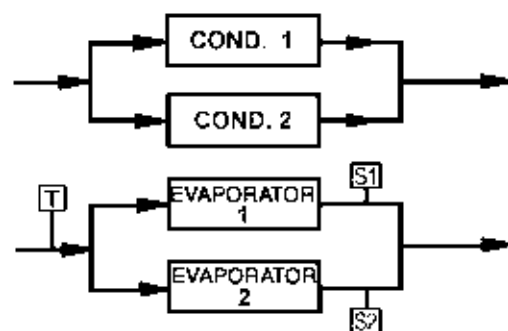 COND. 1
COND. 2
T
EVAPORATOR
1
S1
EVAPORATOR
2
S2